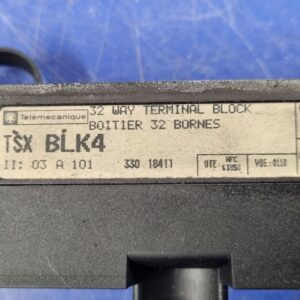 Telemecanique
32 WAY TERMINAL BLOCK
BOITIER 32 BORNES
TSX BLK4
II: 03 A 101 330 18411
UTE: NFC 63850 VDE: 0110